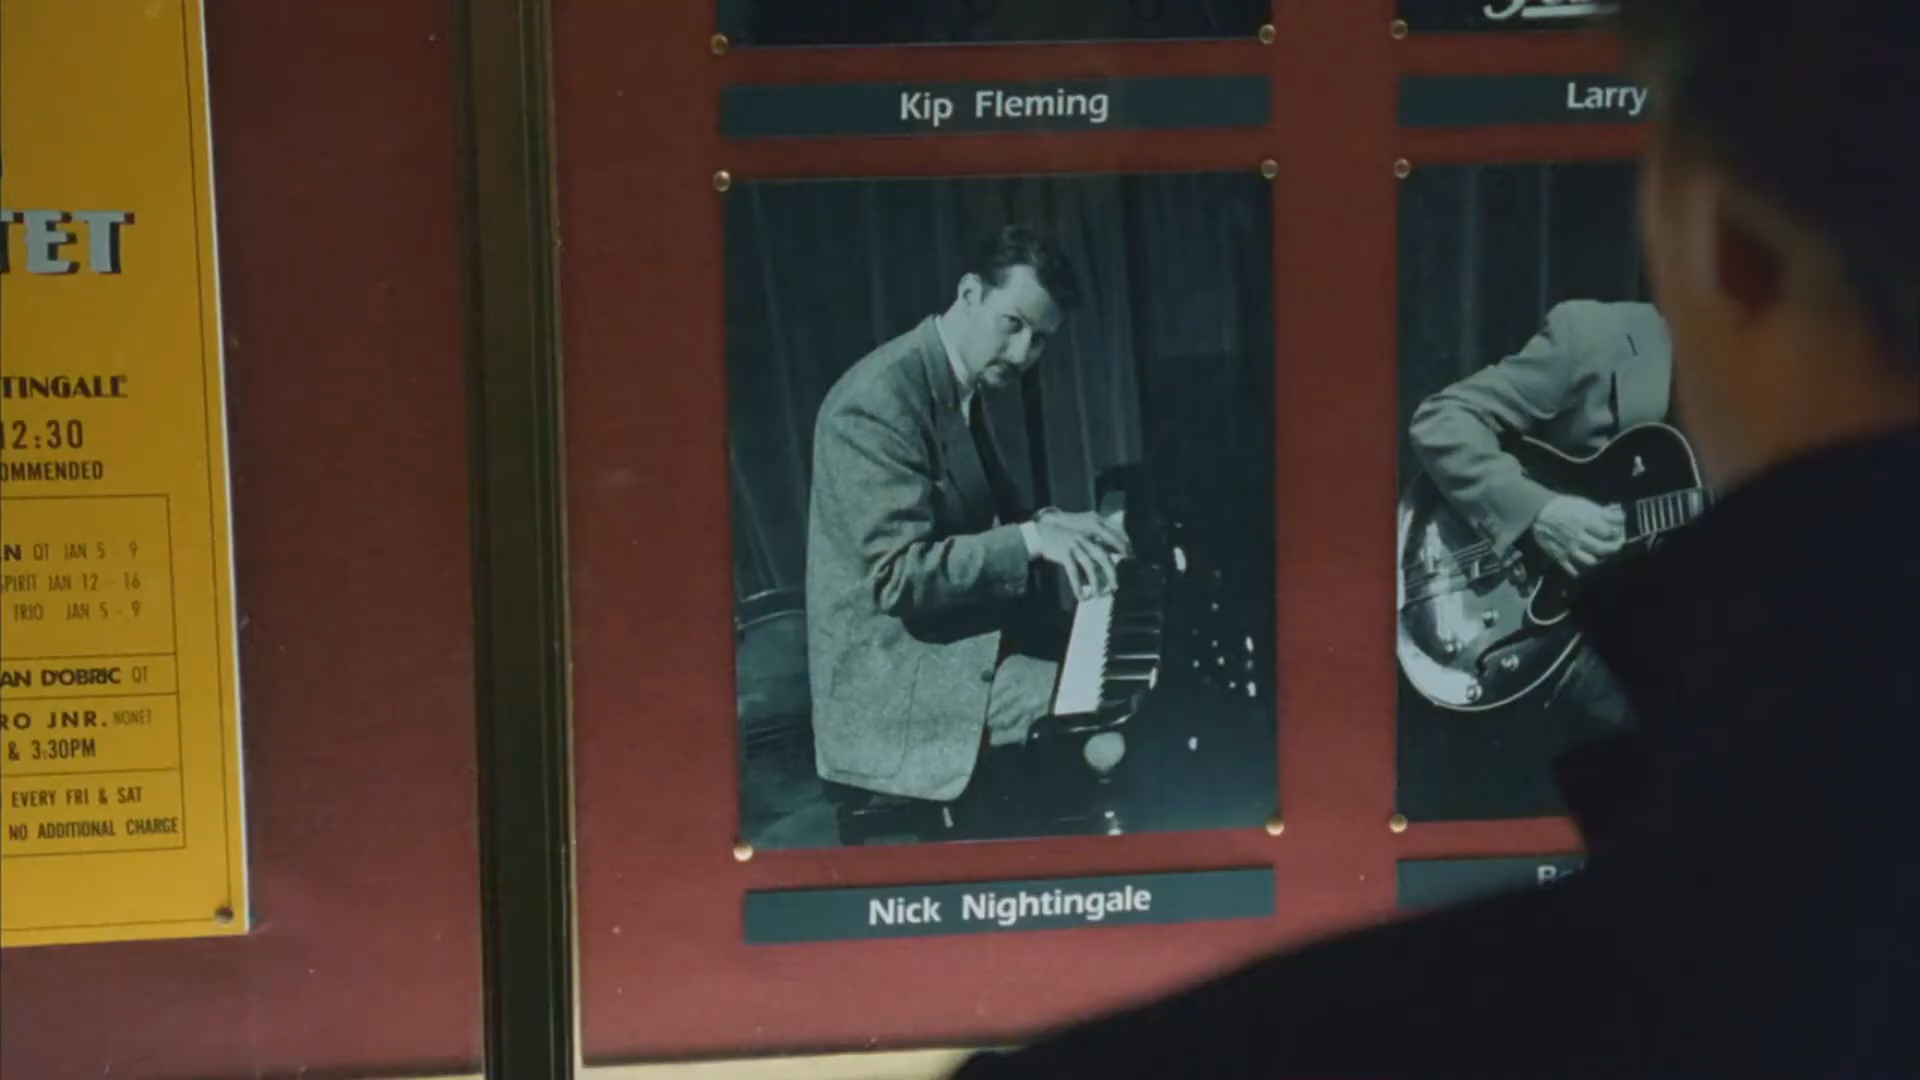 TET
TINGALE
12:30
OMMENDED
N QT JAN 5 - 9
SPIRIT JAN 12 - 16
TRIO JAN 5 - 9
AN D'OBRIC QT
RO JNR. NONET
& 3:30PM
EVERY FRI & SAT
NO ADDITIONAL CHARGE
Kip Fleming
Larry
Nick Nightingale